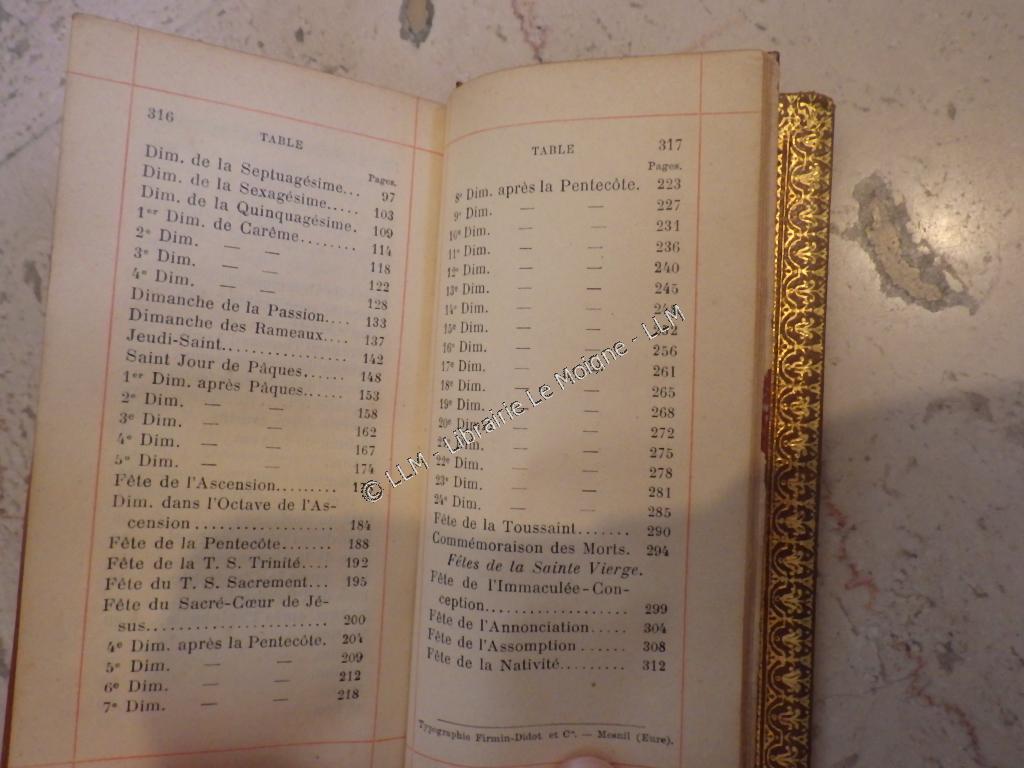 316
TABLE
Pages.
Dim. de la Septuagésime... 97
Dim. de la Sexagésime..... 103
Dim. de la Quinquagésime. 109
1er Dim. de Carême........ 114
2e Dim. — — 118
3e Dim. — — 122
4e Dim. — — 128
Dimanche de la Passion.... 133
Dimanche des Rameaux.... 137
Jeudi-Saint.................. 142
Saint Jour de Pâques...... 148
1er Dim. après Pâques...... 153
2e Dim. — — 158
3e Dim. — — 162
4e Dim. — — 167
5e Dim. — — 174
Fête de l'Ascension.........
Dim. dans l'Octave de l'As-
cension .................... 184
Fête de la Pentecôte....... 188
Fête de la T. S. Trinité.... 192
Fête du T. S. Sacrement... 195
Fête du Sacré-Cœur de Jé-
sus.......................... 200
4e Dim. après la Pentecôte. 204
5e Dim. — — 209
6e Dim. — — 212
7e Dim. — — 218
TABLE 317
Pages.
8e Dim. après la Pentecôte. 223
9e Dim. — — 227
10e Dim. — — 231
11e Dim. — — 236
12e Dim. — — 240
13e Dim. — — 245
14e Dim. — —
15e Dim. — —
16e Dim. — — 256
17e Dim. — — 261
18e Dim. — — 265
19e Dim. — — 268
20e Dim. — — 272
21e Dim. — — 275
22e Dim. — — 278
23e Dim. — — 281
24e Dim. — — 285
Fête de la Toussaint....... 290
Commémoraison des Morts. 294
Fêtes de la Sainte Vierge.
Fête de l'Immaculée-Con-
ception.................... 299
Fête de l'Annonciation..... 304
Fête de l'Assomption ...... 308
Fête de la Nativité......... 312
Typographie Firmin-Didot et Cie. — Mesnil (Eure).
© LLM - Librairie Le Moigne - LLM